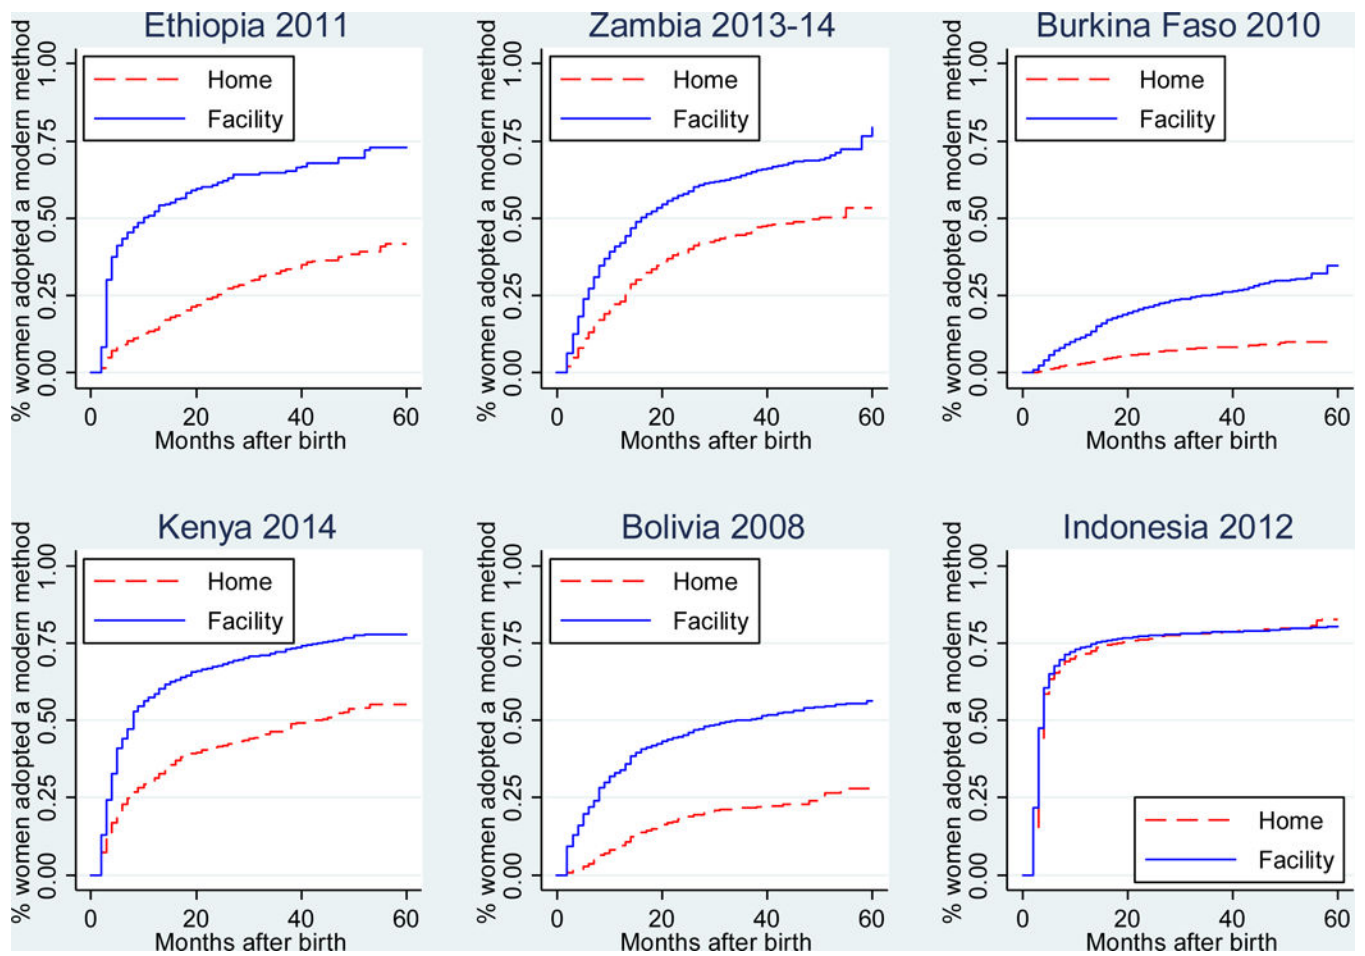 Ethiopia 2011
% women adopted a modern method
1.00
0.75
0.50
0.25
0.00
Home
Facility
0 20 40 60
Months after birth
Zambia 2013-14
% women adopted a modern method
1.00
0.75
0.50
0.25
0.00
Home
Facility
0 20 40 60
Months after birth
Burkina Faso 2010
% women adopted a modern method
1.00
0.75
0.50
0.25
0.00
Home
Facility
0 20 40 60
Months after birth
Kenya 2014
% women adopted a modern method
1.00
0.75
0.50
0.25
0.00
Home
Facility
0 20 40 60
Months after birth
Bolivia 2008
% women adopted a modern method
1.00
0.75
0.50
0.25
0.00
Home
Facility
0 20 40 60
Months after birth
Indonesia 2012
% women adopted a modern method
1.00
0.75
0.50
0.25
0.00
Home
Facility
0 20 40 60
Months after birth